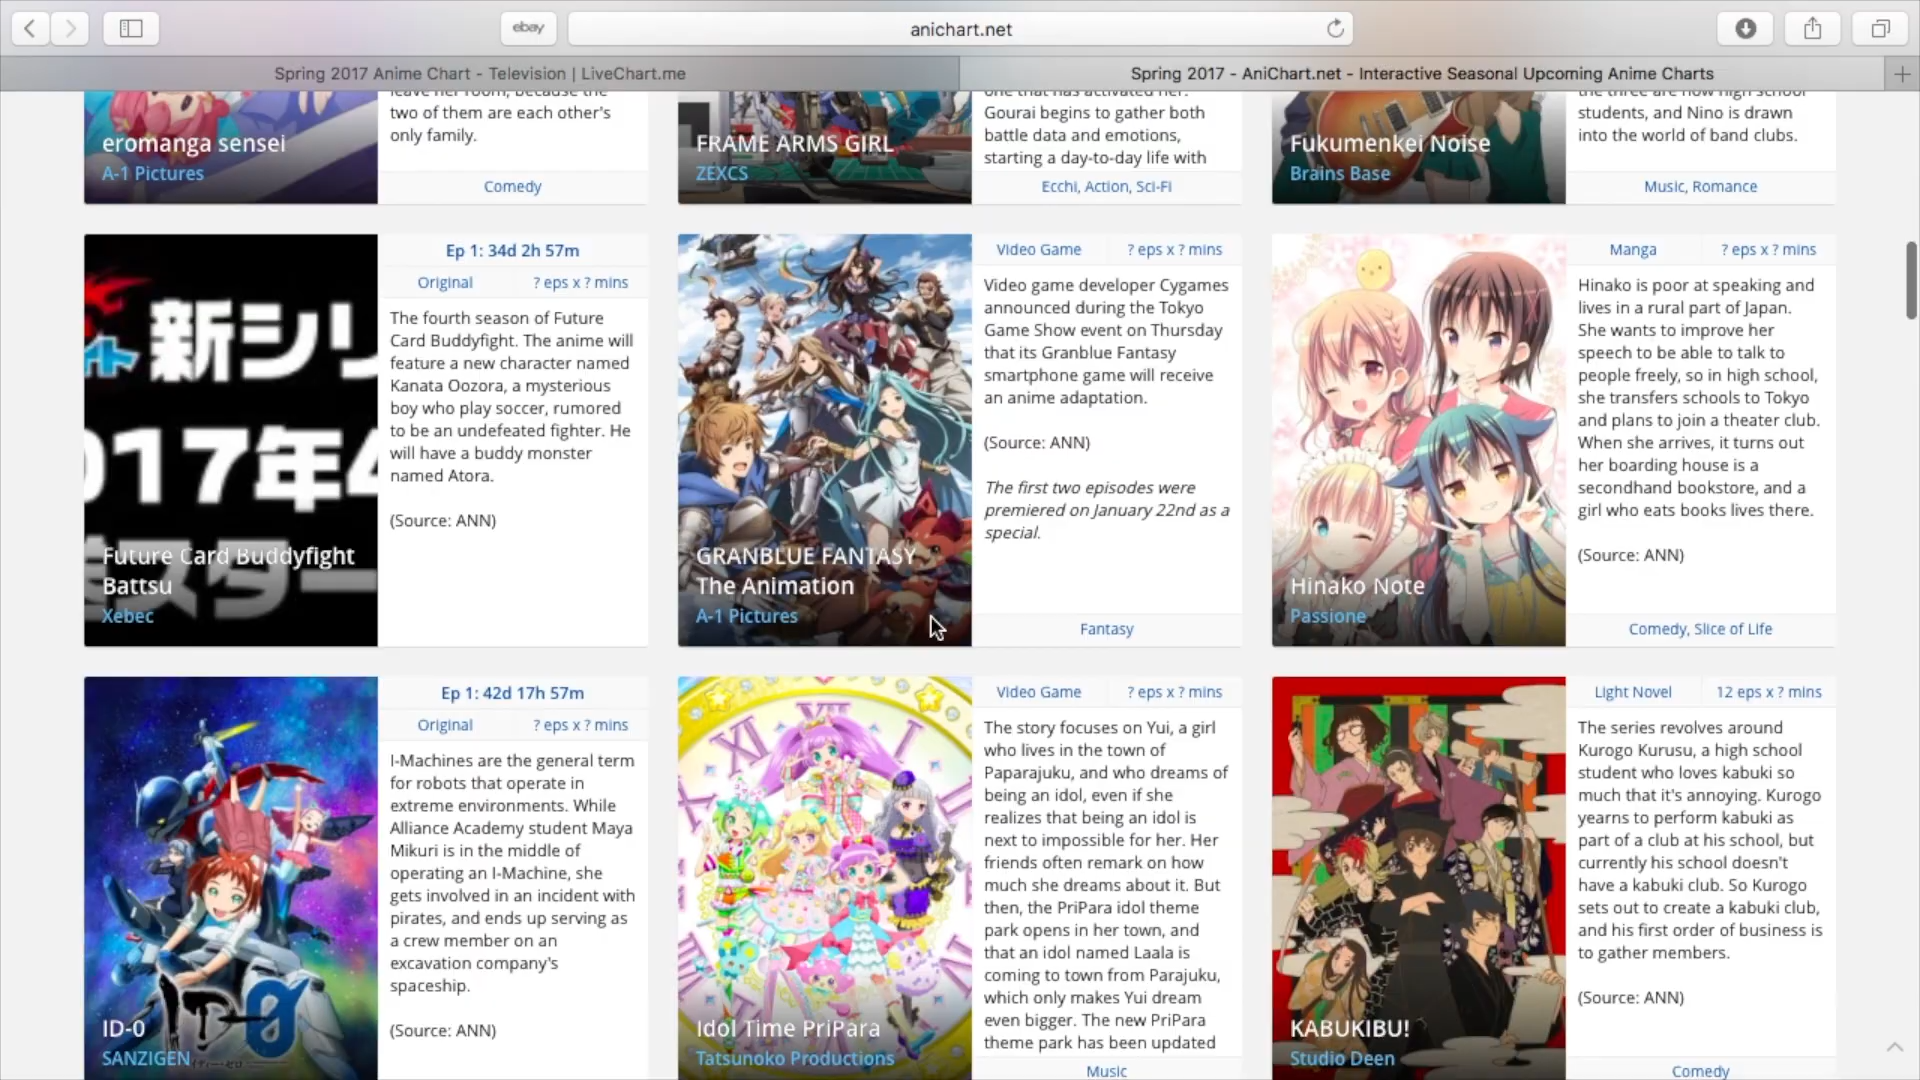 ebay
anichart.net
Spring 2017 Anime Chart - Television | LiveChart.me
Spring 2017 - AniChart.net - Interactive Seasonal Upcoming Anime Charts
eromanga sensei
A-1 Pictures
leave her room, because the
two of them are each other's
only family.
Comedy
FRAME ARMS GIRL
ZEXCS
one that has activated her.
Gourai begins to gather both
battle data and emotions,
starting a day-to-day life with
Ecchi, Action, Sci-Fi
Fukumenkei Noise
Brains Base
the three are now high school
students, and Nino is drawn
into the world of band clubs.
Music, Romance
新シリ
017年4
スター
Future Card Buddyfight
Battsu
Xebec
Ep 1: 34d 2h 57m
Original
? eps x ? mins
The fourth season of Future
Card Buddyfight. The anime will
feature a new character named
Kanata Oozora, a mysterious
boy who play soccer, rumored
to be an undefeated fighter. He
will have a buddy monster
named Atora.
(Source: ANN)
GRANBLUE FANTASY
The Animation
A-1 Pictures
Video Game
? eps x ? mins
Video game developer Cygames
announced during the Tokyo
Game Show event on Thursday
that its Granblue Fantasy
smartphone game will receive
an anime adaptation.
(Source: ANN)
The first two episodes were
premiered on January 22nd as a
special.
Fantasy
Hinako Note
Passione
Manga
? eps x ? mins
Hinako is poor at speaking and
lives in a rural part of Japan.
She wants to improve her
speech to be able to talk to
people freely, so in high school,
she transfers schools to Tokyo
and plans to join a theater club.
When she arrives, it turns out
her boarding house is a
secondhand bookstore, and a
girl who eats books lives there.
(Source: ANN)
Comedy, Slice of Life
ID-0
ID-0
SANZIGEN
Ep 1: 42d 17h 57m
Original
? eps x ? mins
I-Machines are the general term
for robots that operate in
extreme environments. While
Alliance Academy student Maya
Mikuri is in the middle of
operating an I-Machine, she
gets involved in an incident with
pirates, and ends up serving as
a crew member on an
excavation company's
spaceship.
(Source: ANN)
Idol Time PriPara
Tatsunoko Productions
Video Game
? eps x ? mins
The story focuses on Yui, a girl
who lives in the town of
Paparajuku, and who dreams of
being an idol, even if she
realizes that being an idol is
next to impossible for her. Her
friends often remark on how
much she dreams about it. But
then, the PriPara idol theme
park opens in her town, and
that an idol named Laala is
coming to town from Parajuku,
which only makes Yui dream
even bigger. The new PriPara
theme park has been updated
Music
KABUKIBU!
Studio Deen
Light Novel
12 eps x ? mins
The series revolves around
Kurogo Kurusu, a high school
student who loves kabuki so
much that it's annoying. Kurogo
yearns to perform kabuki as
part of a club at his school, but
currently his school doesn't
have a kabuki club. So Kurogo
sets out to create a kabuki club,
and his first order of business is
to gather members.
(Source: ANN)
Comedy